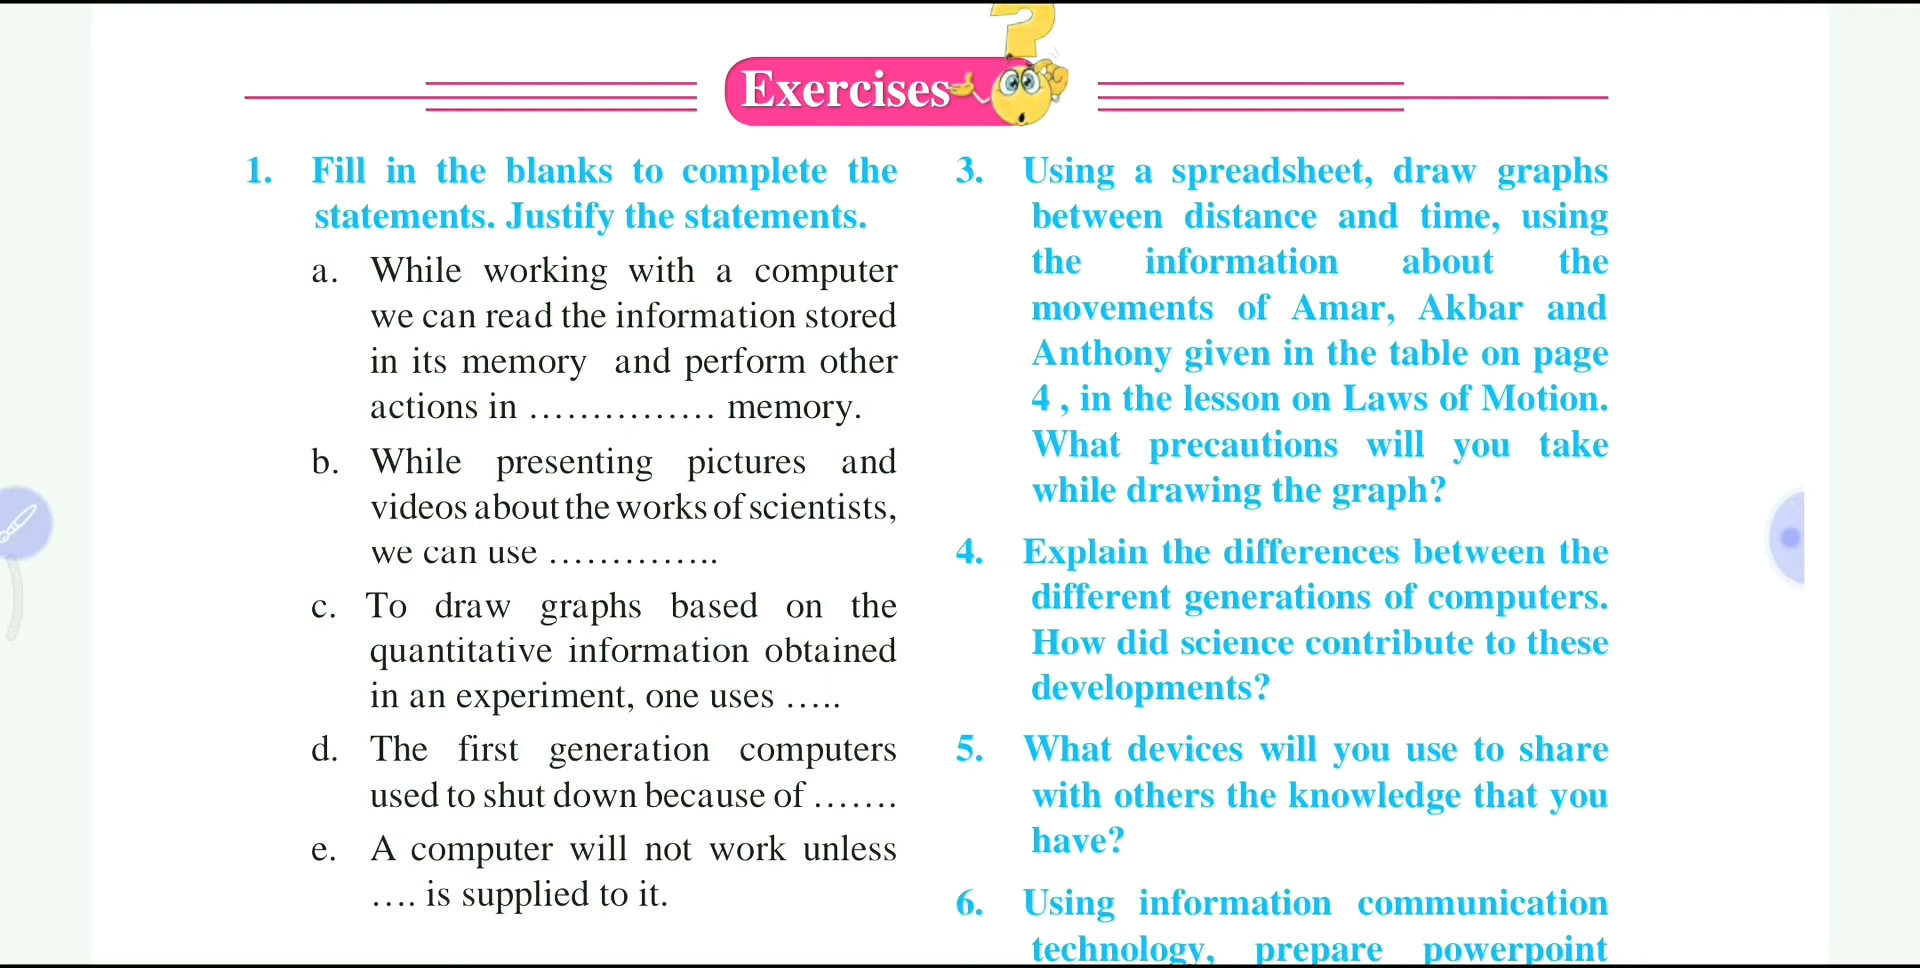 Exercises
1. Fill in the blanks to complete the
statements. Justify the statements.
a. While working with a computer
we can read the information stored
in its memory and perform other
actions in …………… memory.
b. While presenting pictures and
videos about the works of scientists,
we can use …………..
c. To draw graphs based on the
quantitative information obtained
in an experiment, one uses …..
d. The first generation computers
used to shut down because of …….
e. A computer will not work unless
…. is supplied to it.
3. Using a spreadsheet, draw graphs
between distance and time, using
the information about the
movements of Amar, Akbar and
Anthony given in the table on page
4 , in the lesson on Laws of Motion.
What precautions will you take
while drawing the graph?
4. Explain the differences between the
different generations of computers.
How did science contribute to these
developments?
5. What devices will you use to share
with others the knowledge that you
have?
6. Using information communication
technology, prepare powerpoint